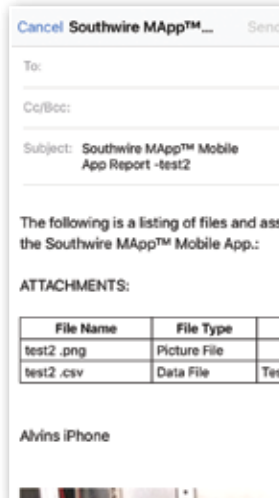 Cancel Southwire MApp™... Send
To:
Cc/Bcc:
Subject: Southwire MApp™ Mobile
App Report -test2
The following is a listing of files and ass
the Southwire MApp™ Mobile App.:
ATTACHMENTS:
File Name File Type
test2 .png Picture File
test2 .csv Data File Tes
Alvins iPhone